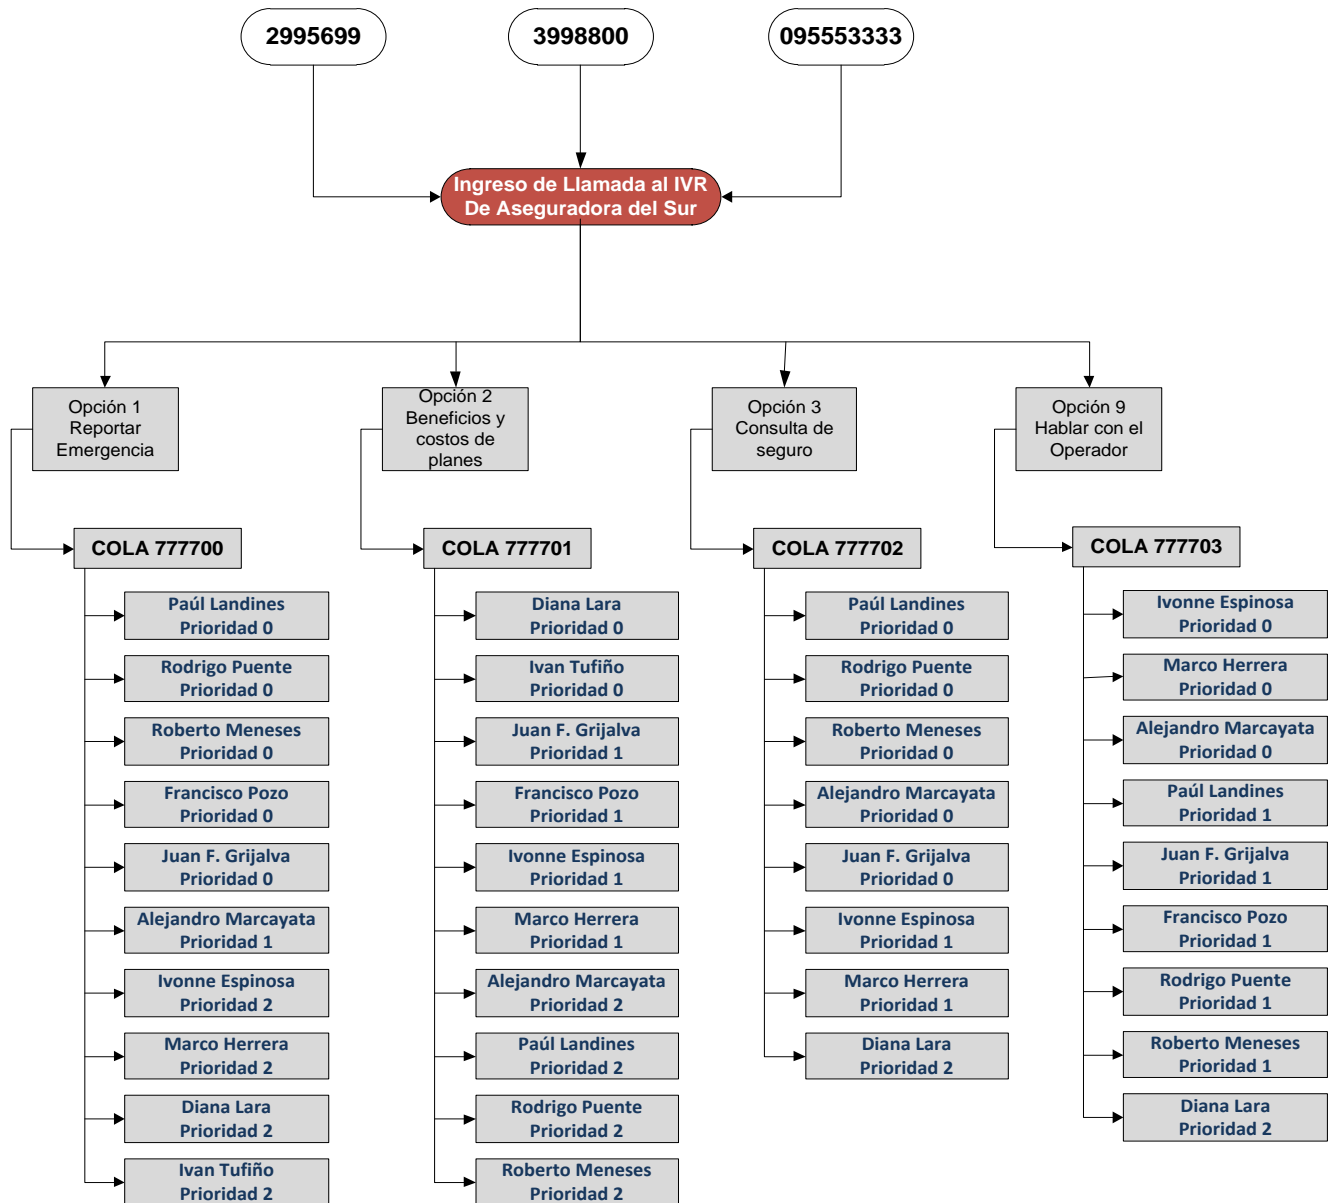 2995699
3998800
095553333
Ingreso de Llamada al IVR
De Aseguradora del Sur
Opción 1
Reportar
Emergencia
Opción 2
Beneficios y
costos de
planes
Opción 3
Consulta de
seguro
Opción 9
Hablar con el
Operador
COLA 777700
Paúl Landines
Prioridad 0
Rodrigo Puente
Prioridad 0
Roberto Meneses
Prioridad 0
Francisco Pozo
Prioridad 0
Juan F. Grijalva
Prioridad 0
Alejandro Marcayata
Prioridad 1
Ivonne Espinosa
Prioridad 2
Marco Herrera
Prioridad 2
Diana Lara
Prioridad 2
Ivan Tufiño
Prioridad 2
COLA 777701
Diana Lara
Prioridad 0
Ivan Tufiño
Prioridad 0
Juan F. Grijalva
Prioridad 1
Francisco Pozo
Prioridad 1
Ivonne Espinosa
Prioridad 1
Marco Herrera
Prioridad 1
Alejandro Marcayata
Prioridad 2
Paúl Landines
Prioridad 2
Rodrigo Puente
Prioridad 2
Roberto Meneses
Prioridad 2
COLA 777702
Paúl Landines
Prioridad 0
Rodrigo Puente
Prioridad 0
Roberto Meneses
Prioridad 0
Alejandro Marcayata
Prioridad 0
Juan F. Grijalva
Prioridad 0
Ivonne Espinosa
Prioridad 1
Marco Herrera
Prioridad 1
Diana Lara
Prioridad 2
COLA 777703
Ivonne Espinosa
Prioridad 0
Marco Herrera
Prioridad 0
Alejandro Marcayata
Prioridad 0
Paúl Landines
Prioridad 1
Juan F. Grijalva
Prioridad 1
Francisco Pozo
Prioridad 1
Rodrigo Puente
Prioridad 1
Roberto Meneses
Prioridad 1
Diana Lara
Prioridad 2